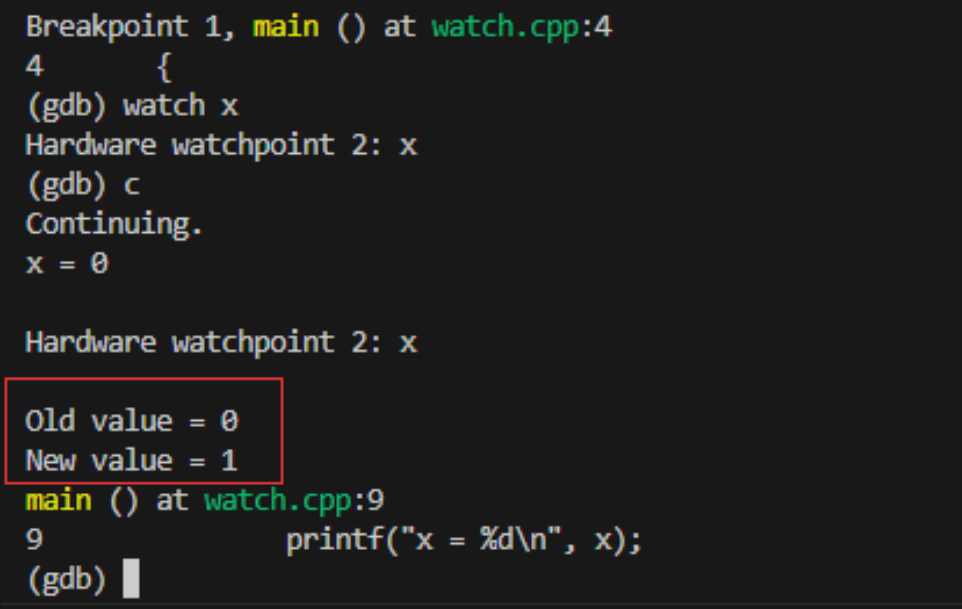 Breakpoint 1, main () at watch.cpp:4
4       {
(gdb) watch x
Hardware watchpoint 2: x
(gdb) c
Continuing.
x = 0
Hardware watchpoint 2: x
Old value = 0
New value = 1
main () at watch.cpp:9
9               printf("x = %d\n", x);
(gdb)